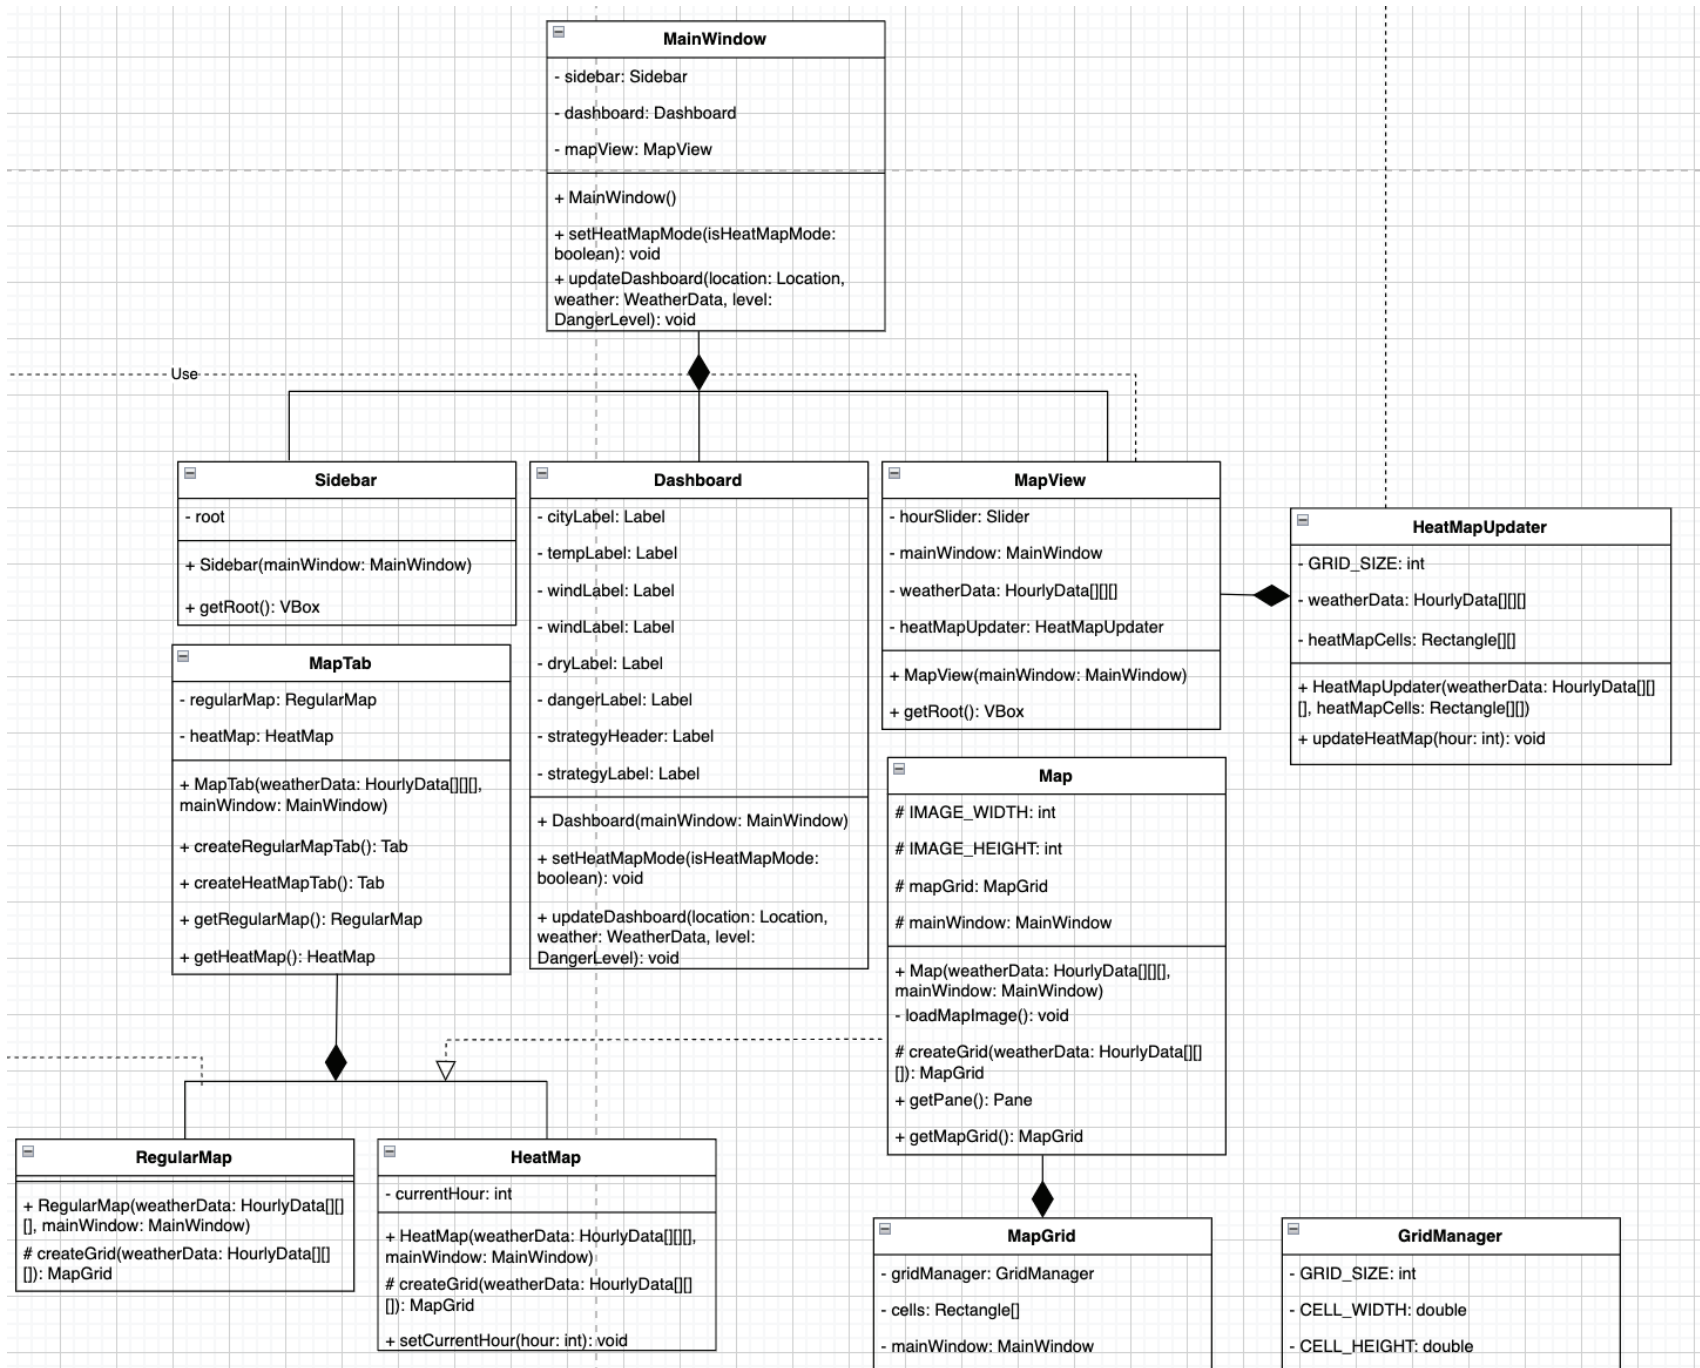 MainWindow
- sidebar: Sidebar
- dashboard: Dashboard
- mapView: MapView
+ MainWindow()
+ setHeatMapMode(isHeatMapMode:
boolean): void
+ updateDashboard(location: Location,
weather: WeatherData, level:
DangerLevel): void
Use
Sidebar
- root
+ Sidebar(mainWindow: MainWindow)
+ getRoot(): VBox
Dashboard
- cityLabel: Label
- tempLabel: Label
- windLabel: Label
- windLabel: Label
- dryLabel: Label
- dangerLabel: Label
- strategyHeader: Label
- strategyLabel: Label
+ Dashboard(mainWindow: MainWindow)
+ setHeatMapMode(isHeatMapMode:
boolean): void
+ updateDashboard(location: Location,
weather: WeatherData, level:
DangerLevel): void
MapView
- hourSlider: Slider
- mainWindow: MainWindow
- weatherData: HourlyData[][][]
- heatMapUpdater: HeatMapUpdater
+ MapView(mainWindow: MainWindow)
+ getRoot(): VBox
HeatMapUpdater
- GRID_SIZE: int
- weatherData: HourlyData[][][]
- heatMapCells: Rectangle[][]
+ HeatMapUpdater(weatherData: HourlyData[][]
[], heatMapCells: Rectangle[][])
+ updateHeatMap(hour: int): void
MapTab
- regularMap: RegularMap
- heatMap: HeatMap
+ MapTab(weatherData: HourlyData[][][],
mainWindow: MainWindow)
+ createRegularMapTab(): Tab
+ createHeatMapTab(): Tab
+ getRegularMap(): RegularMap
+ getHeatMap(): HeatMap
Map
# IMAGE_WIDTH: int
# IMAGE_HEIGHT: int
# mapGrid: MapGrid
# mainWindow: MainWindow
+ Map(weatherData: HourlyData[][][],
mainWindow: MainWindow)
- loadMapImage(): void
# createGrid(weatherData: HourlyData[][]
[]): MapGrid
+ getPane(): Pane
+ getMapGrid(): MapGrid
RegularMap
+ RegularMap(weatherData: HourlyData[][]
[], mainWindow: MainWindow)
# createGrid(weatherData: HourlyData[][]
[]): MapGrid
HeatMap
- currentHour: int
+ HeatMap(weatherData: HourlyData[][][],
mainWindow: MainWindow)
# createGrid(weatherData: HourlyData[][]
[]): MapGrid
+ setCurrentHour(hour: int): void
MapGrid
- gridManager: GridManager
- cells: Rectangle[]
- mainWindow: MainWindow
GridManager
- GRID_SIZE: int
- CELL_WIDTH: double
- CELL_HEIGHT: double